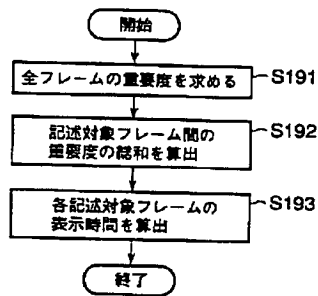 開始
全フレームの重要度を求める
S191
記述対象フレーム間の
重要度の総和を算出
S192
各記述対象フレームの
表示時間を算出
S193
終了